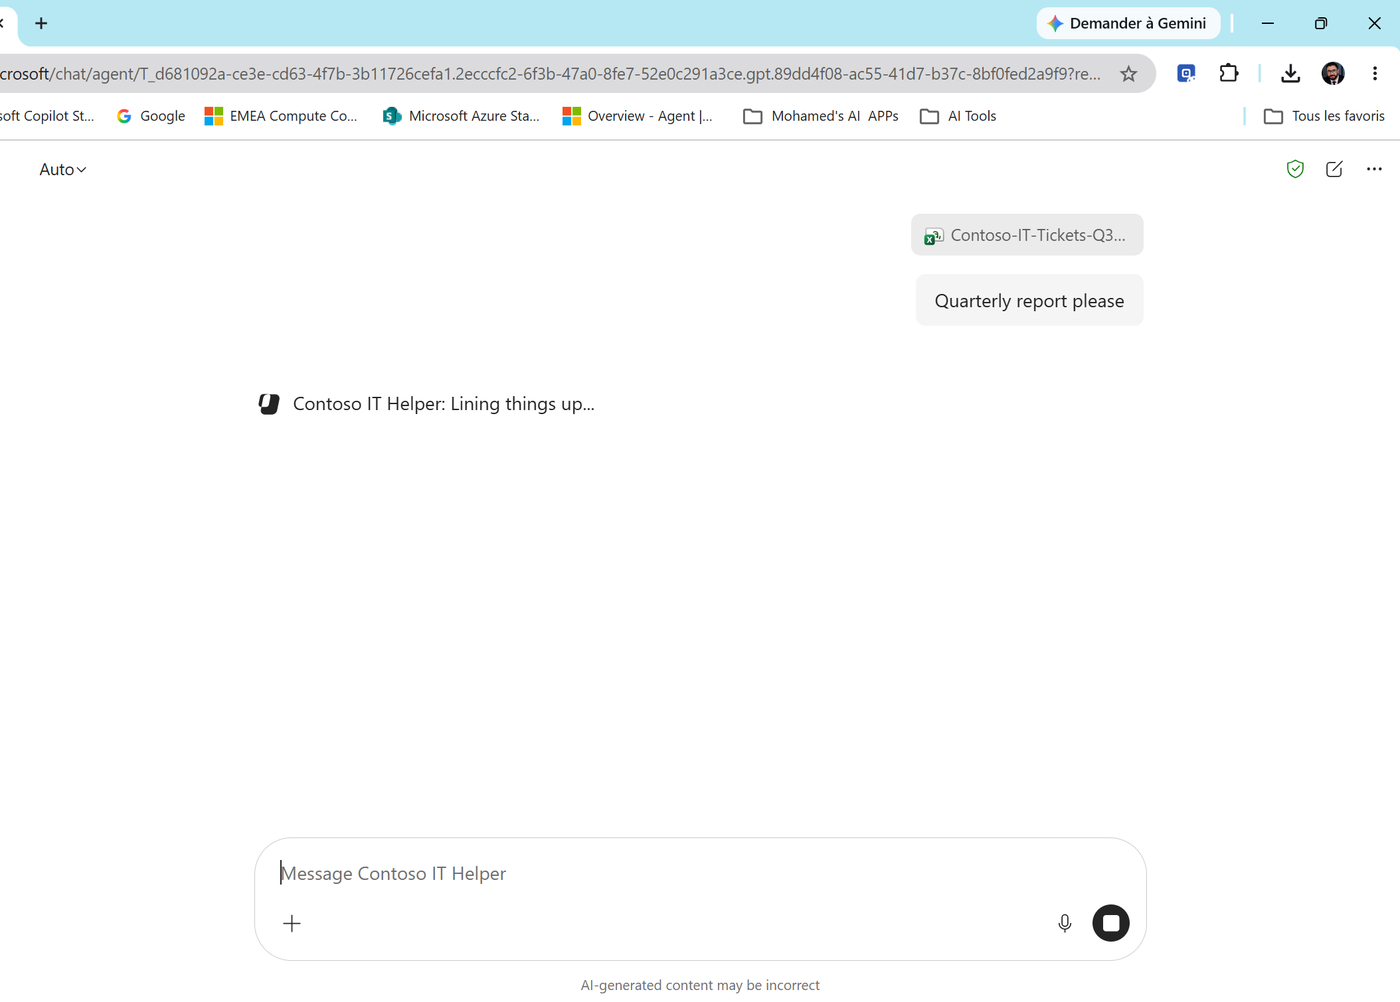 Demander à Gemini
crosoft/chat/agent/T_d681092a-ce3e-cd63-4f7b-3b11726cefa1.2ecccfc2-6f3b-47a0-8fe7-52e0c291a3ce.gpt.89dd4f08-ac55-41d7-b37c-8bf0fed2a9f9?re...
soft Copilot St... Google EMEA Compute Co... Microsoft Azure Sta... Overview - Agent |... Mohamed's AI APPs AI Tools Tous les favoris
Auto
Contoso-IT-Tickets-Q3...
Quarterly report please
Contoso IT Helper: Lining things up...
Message Contoso IT Helper
AI-generated content may be incorrect